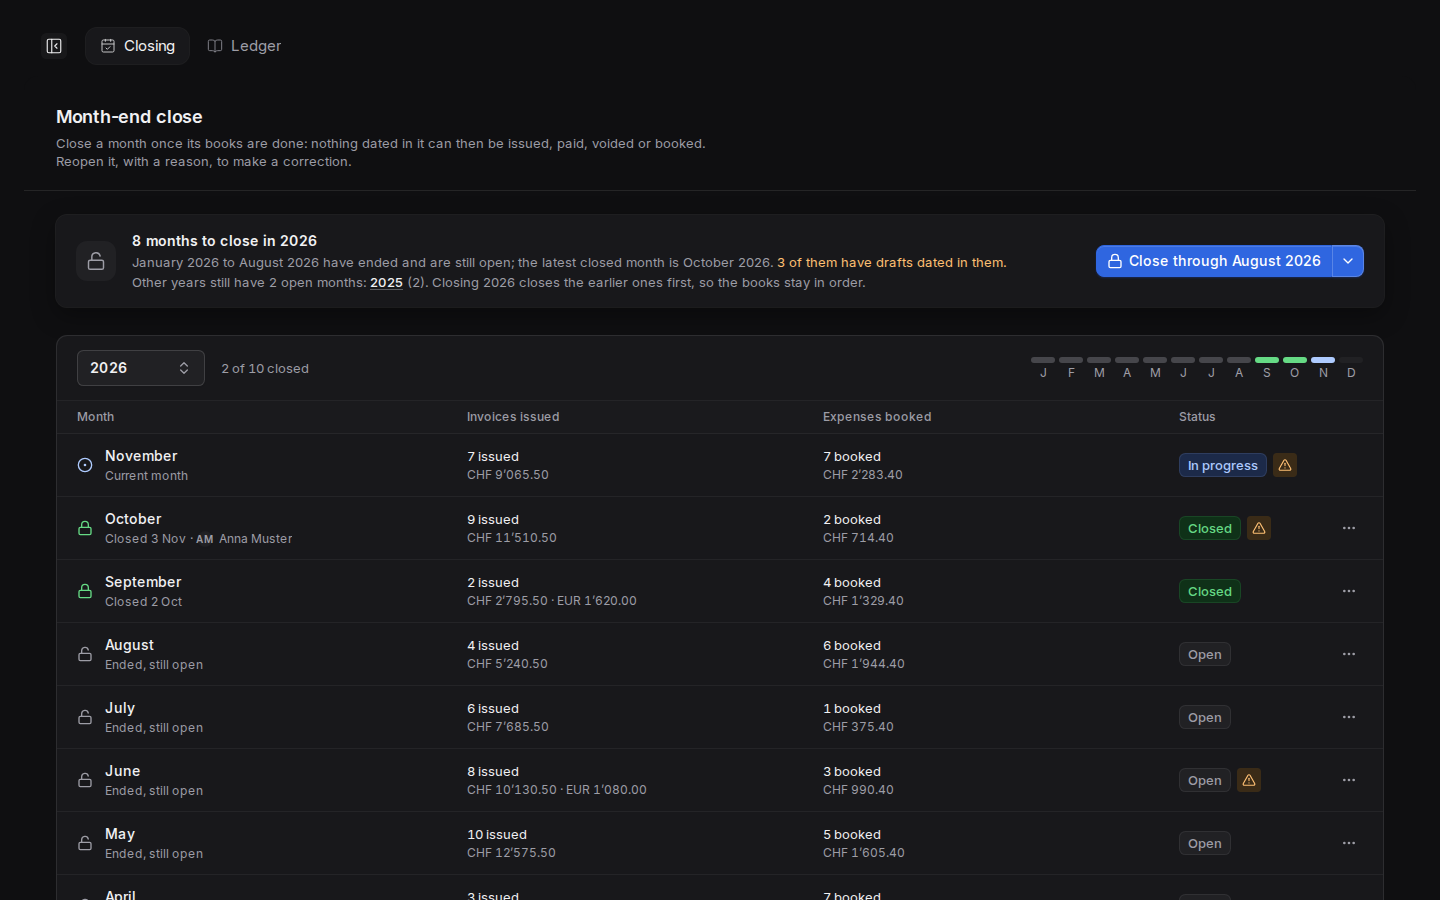 Closing
Ledger
Month-end close
Close a month once its books are done: nothing dated in it can then be issued, paid, voided or booked.
Reopen it, with a reason, to make a correction.
8 months to close in 2026
January 2026 to August 2026 have ended and are still open; the latest closed month is October 2026. 3 of them have drafts dated in them.
Other years still have 2 open months: 2025 (2). Closing 2026 closes the earlier ones first, so the books stay in order.
Close through August 2026
2026
2 of 10 closed
J F M A M J J A S O N D
Month Invoices issued Expenses booked Status
November 7 issued 7 booked
Current month CHF 9’065.50 CHF 2’283.40 In progress
October 9 issued 2 booked
Closed 3 Nov · AM Anna Muster CHF 11’510.50 CHF 714.40 Closed
September 2 issued 4 booked
Closed 2 Oct CHF 2’795.50 · EUR 1’620.00 CHF 1’329.40 Closed
August 4 issued 6 booked
Ended, still open CHF 5’240.50 CHF 1’944.40 Open
July 6 issued 1 booked
Ended, still open CHF 7’685.50 CHF 375.40 Open
June 8 issued 3 booked
Ended, still open CHF 10’130.50 · EUR 1’080.00 CHF 990.40 Open
May 10 issued 5 booked
Ended, still open CHF 12’575.50 CHF 1’605.40 Open
April 3 issued 7 booked